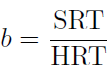 b = SRT / HRT